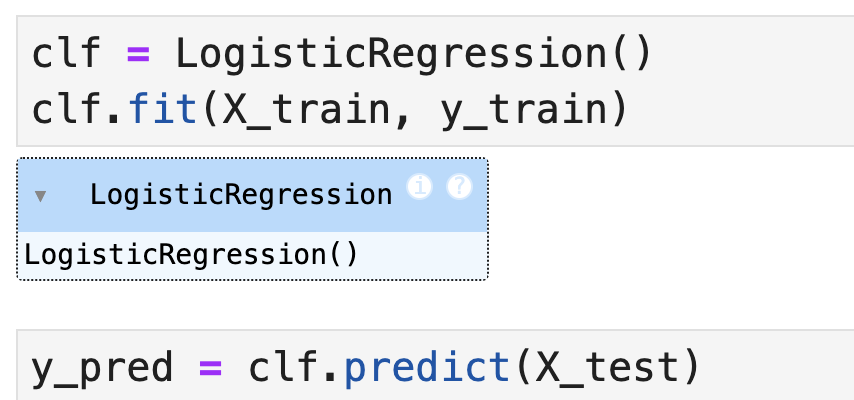 clf = LogisticRegression()
clf.fit(X_train, y_train)
▾ LogisticRegression i ?
LogisticRegression()
y_pred = clf.predict(X_test)